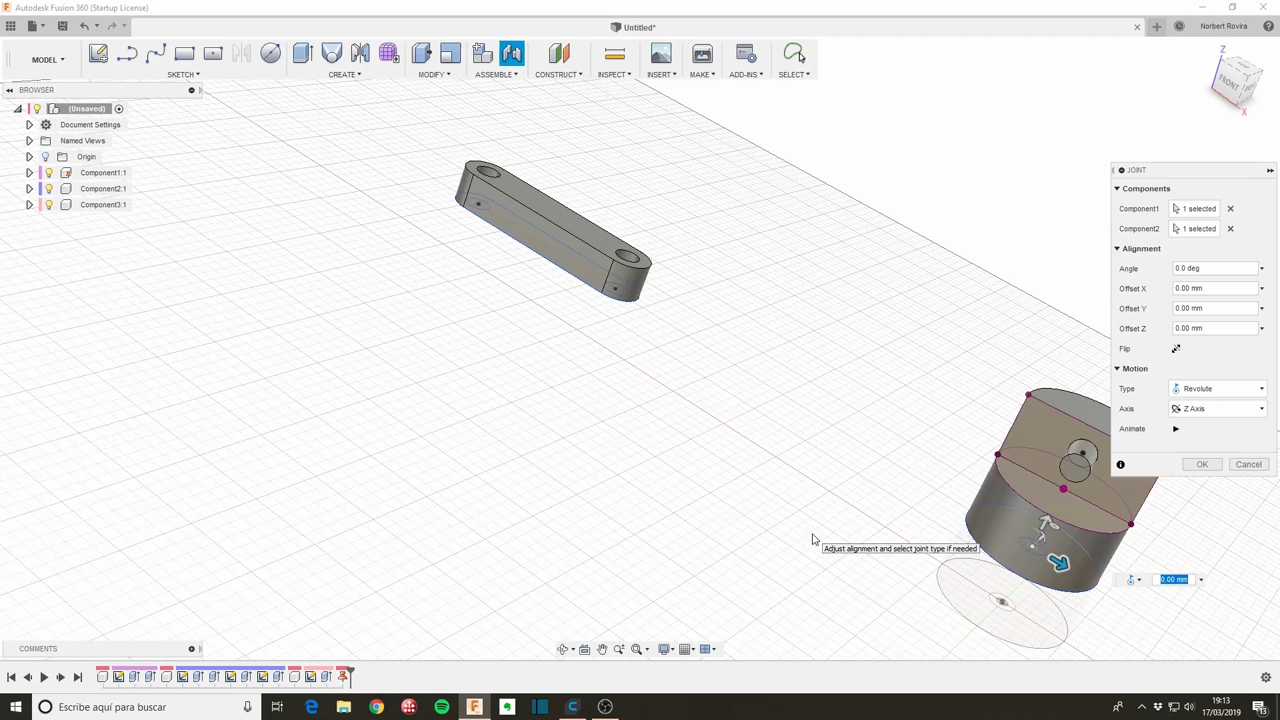 Autodesk Fusion 360 (Startup License)
Untitled*
Norbert Rovira
MODEL
SKETCH
CREATE
MODIFY
ASSEMBLE
CONSTRUCT
INSPECT
INSERT
MAKE
ADD-INS
SELECT
BROWSER
(Unsaved)
Document Settings
Named Views
Origin
Component1:1
Component2:1
Component3:1
Z
FRONT
X
JOINT
Components
Component1 1 selected
Component2 1 selected
Alignment
Angle 0.0 deg
Offset X 0.00 mm
Offset Y 0.00 mm
Offset Z 0.00 mm
Flip
Motion
Type Revolute
Axis Z Axis
Animate
OK Cancel
Adjust alignment and select joint type if needed
0.00 mm
COMMENTS
Escribe aquí para buscar
19:13
17/03/2019